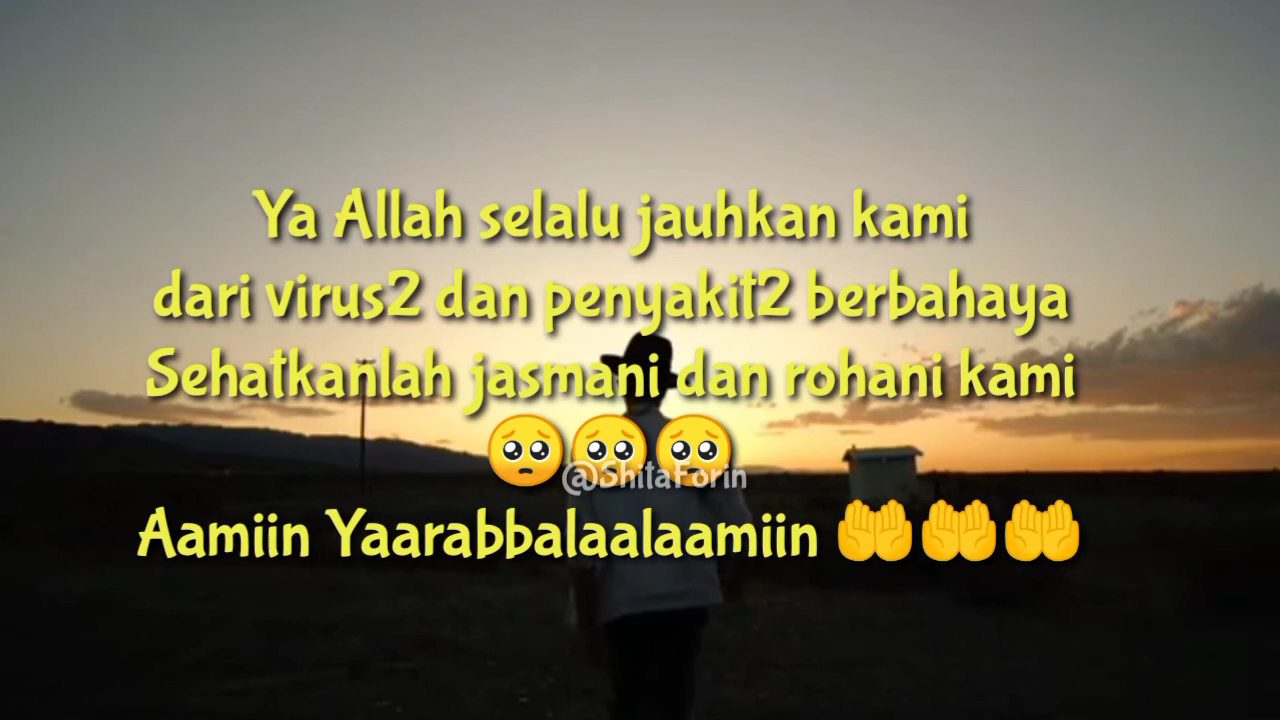 Ya Allah selalu jauhkan kami
dari virus2 dan penyakit2 berbahaya
Sehatkanlah jasmani dan rohani kami
🥺🥺🥺
@ShitaForin
Aamiin Yaarabbalaalaamiin 🤲🤲🤲